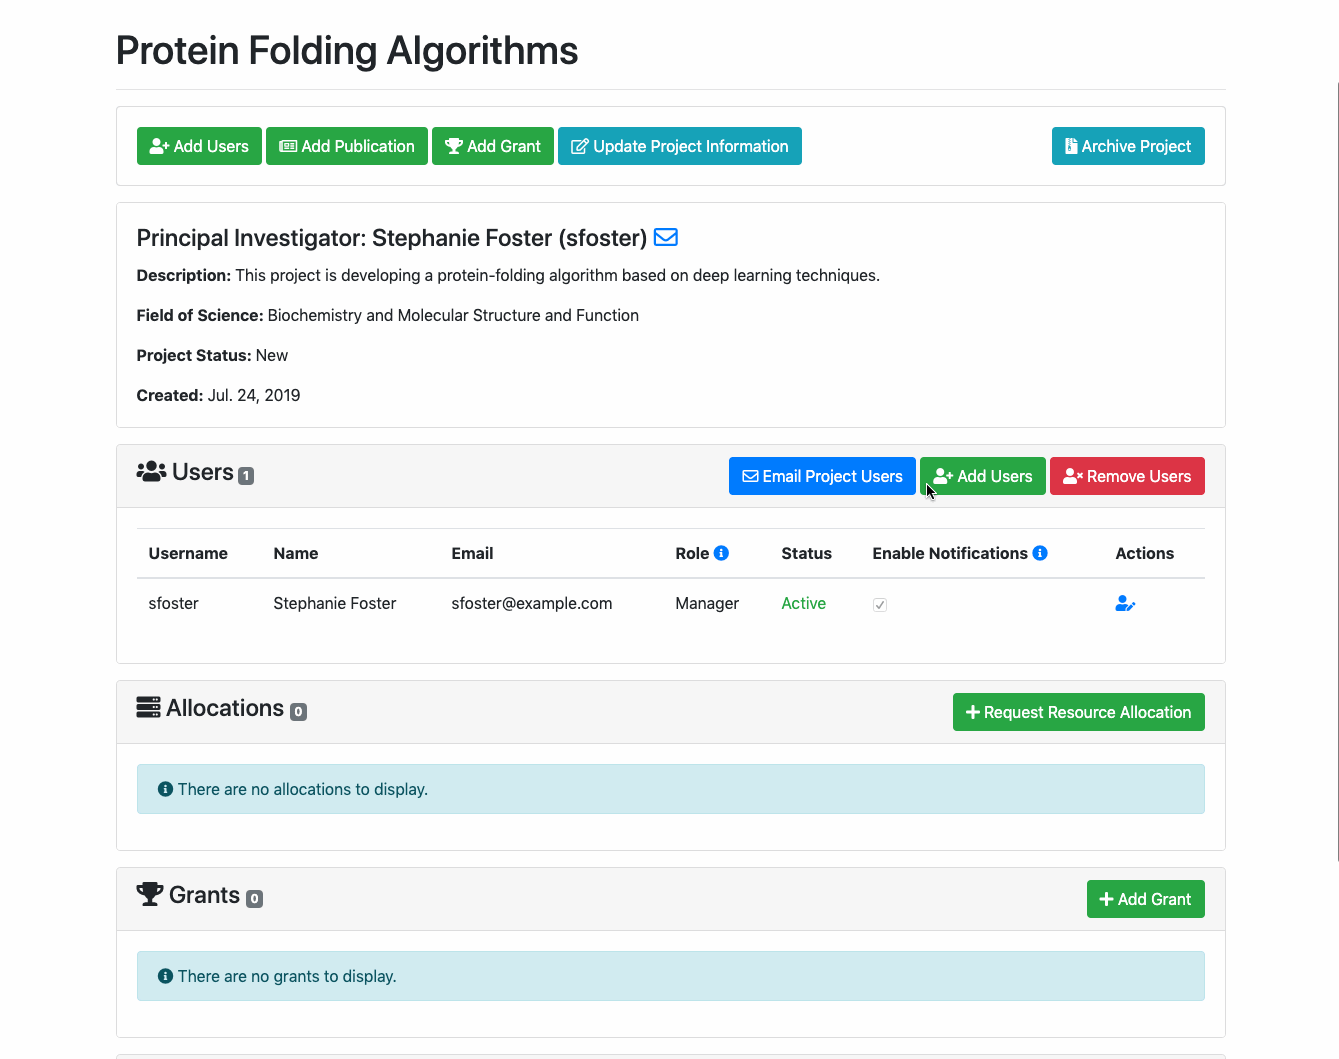 Protein Folding Algorithms
Add Users Add Publication Add Grant Update Project Information Archive Project
Principal Investigator: Stephanie Foster (sfoster)
Description: This project is developing a protein-folding algorithm based on deep learning techniques.
Field of Science: Biochemistry and Molecular Structure and Function
Project Status: New
Created: Jul. 24, 2019
Users 1 Email Project Users Add Users Remove Users
Username Name Email Role Status Enable Notifications Actions
sfoster Stephanie Foster sfoster@example.com Manager Active
Allocations 0 Request Resource Allocation
There are no allocations to display.
Grants 0 Add Grant
There are no grants to display.